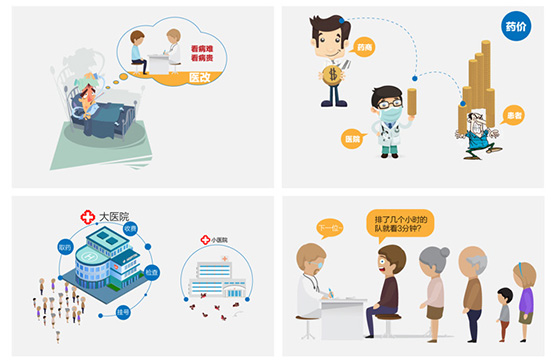 看病难
看病贵
医改
药价
药商
医院
患者
大医院
收费
取药
检查
挂号
小医院
下一位~
排了几个小时的
队就看3分钟?